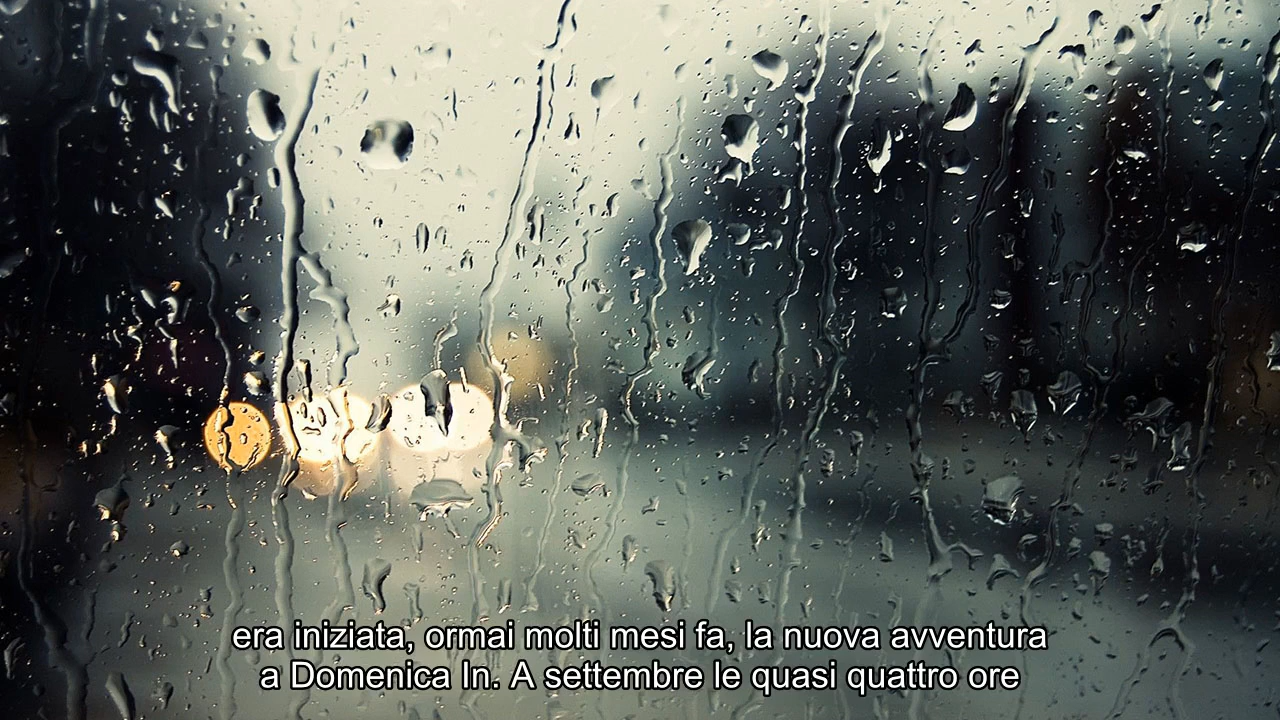 era iniziata, ormai molti mesi fa, la nuova avventura
a Domenica In. A settembre le quasi quattro ore